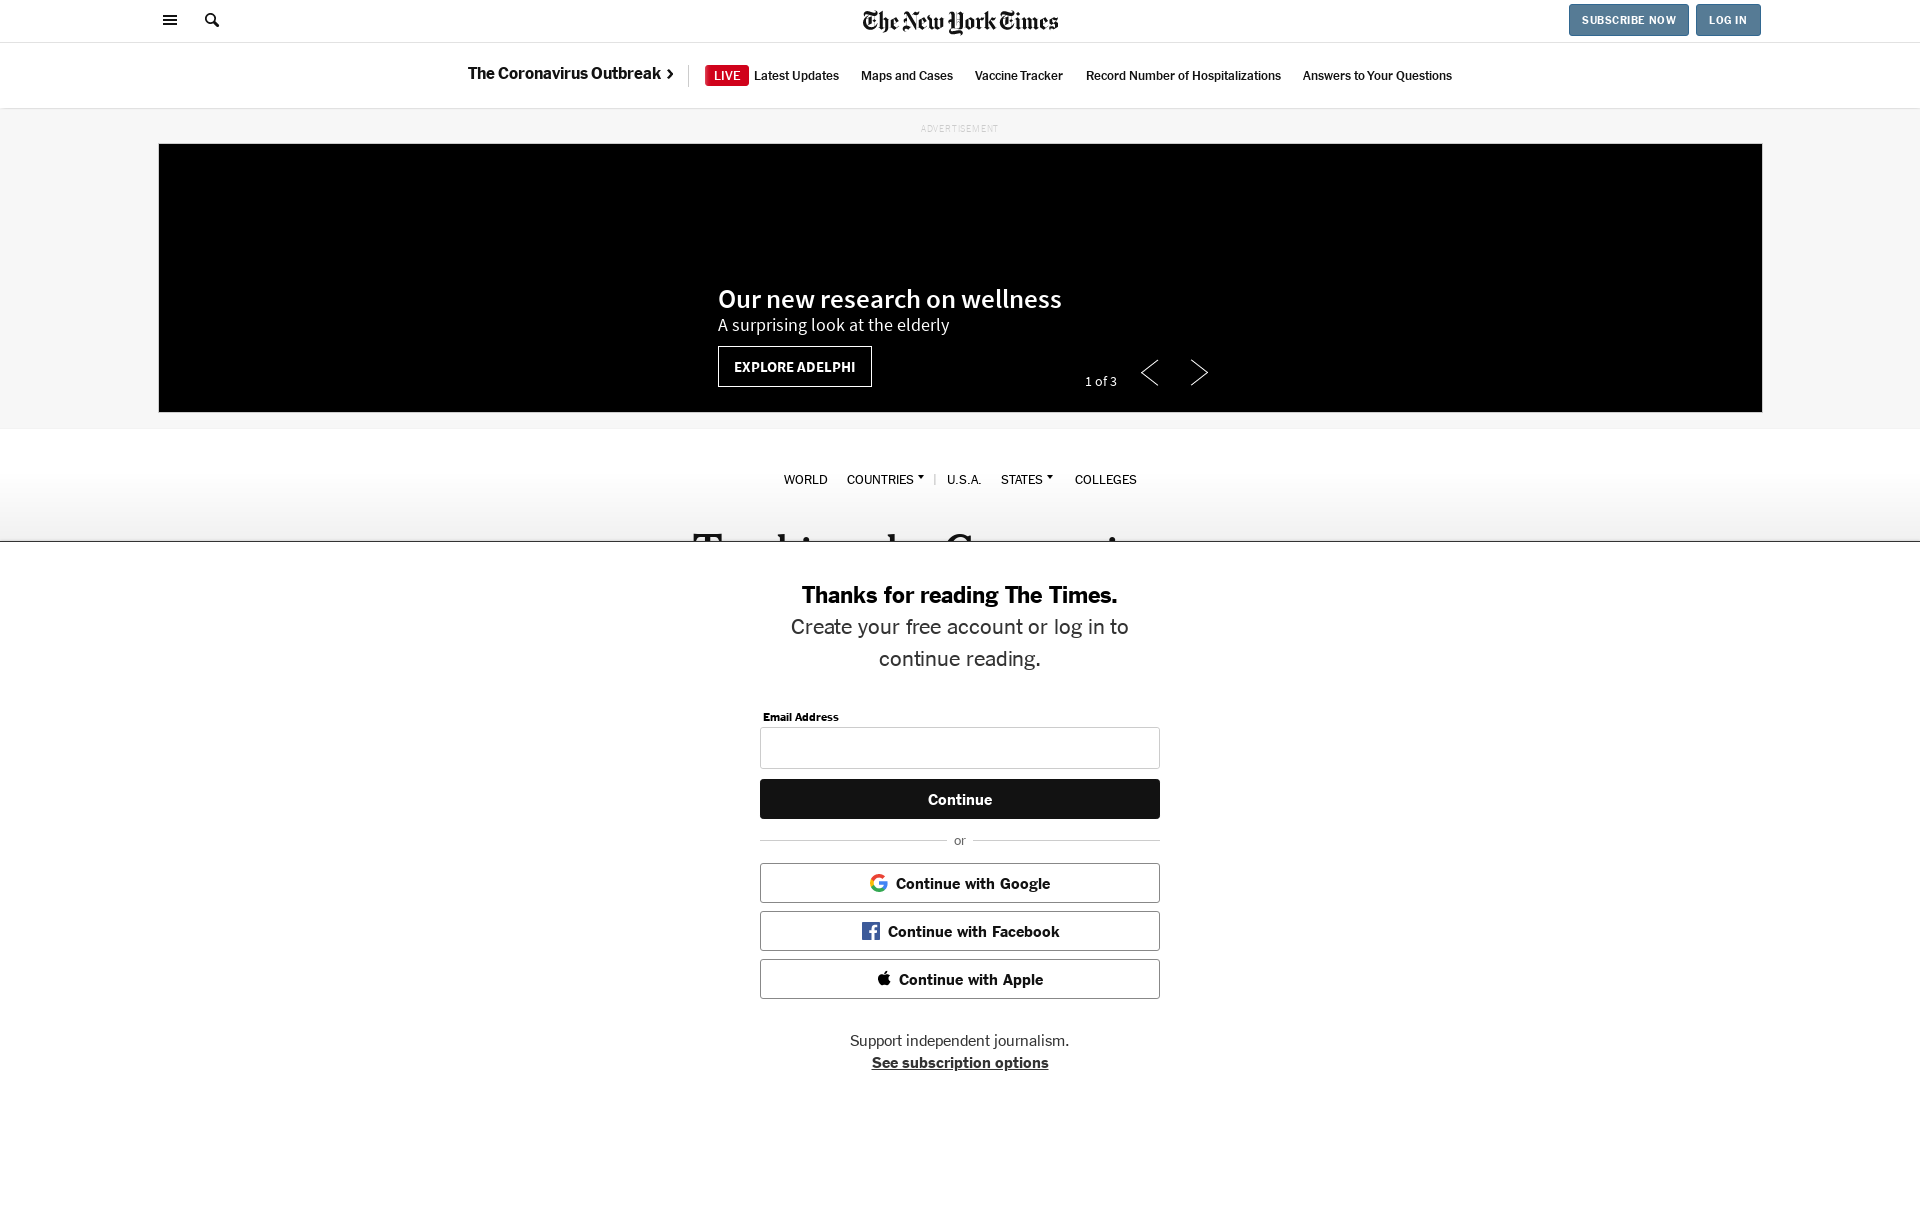 The New York Times
SUBSCRIBE NOW
LOG IN
The Coronavirus Outbreak
LIVE Latest Updates
Maps and Cases
Vaccine Tracker
Record Number of Hospitalizations
Answers to Your Questions
ADVERTISEMENT
Our new research on wellness
A surprising look at the elderly
EXPLORE ADELPHI
1 of 3
WORLD
COUNTRIES
U.S.A.
STATES
COLLEGES
Thanks for reading The Times.
Create your free account or log in to
continue reading.
Email Address
Continue
or
Continue with Google
Continue with Facebook
Continue with Apple
Support independent journalism.
See subscription options